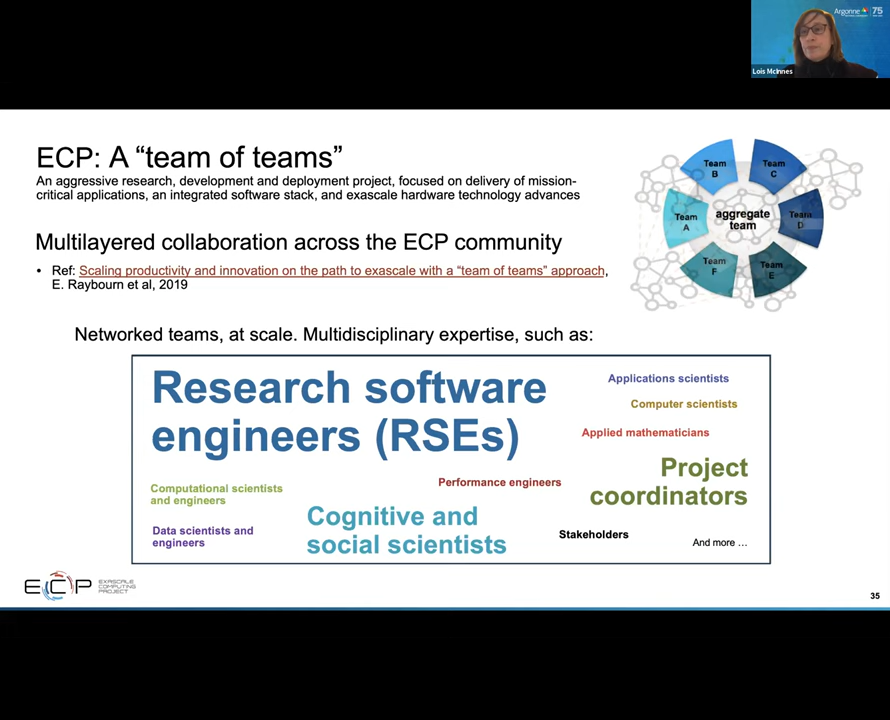 Argonne 75
Lois McInnes
ECP: A “team of teams”
An aggressive research, development and deployment project, focused on delivery of mission-
critical applications, an integrated software stack, and exascale hardware technology advances
Multilayered collaboration across the ECP community
• Ref: Scaling productivity and innovation on the path to exascale with a “team of teams” approach,
E. Raybourn et al, 2019
Team
B
Team
C
Team
A
aggregate
team
Team
D
Team
F
Team
E
Networked teams, at scale. Multidisciplinary expertise, such as:
Research software
engineers (RSEs)
Applications scientists
Computer scientists
Applied mathematicians
Project
coordinators
Performance engineers
Computational scientists
and engineers
Cognitive and
social scientists
Data scientists and
engineers
Stakeholders
And more …
ECP EXASCALE
COMPUTING
PROJECT
35